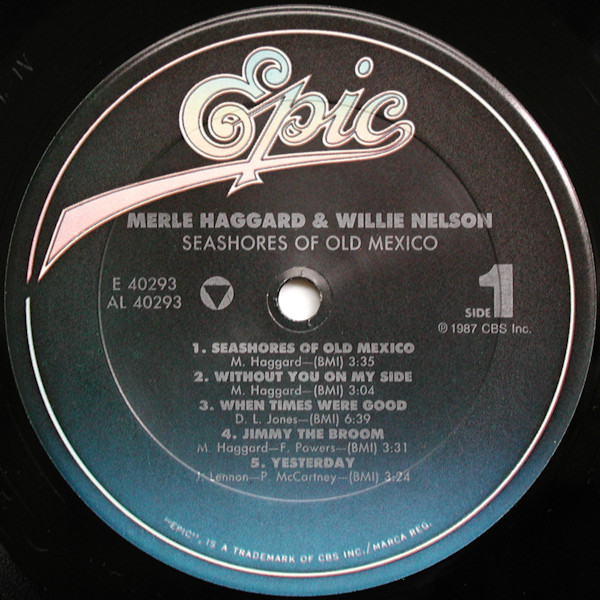 Epic
MERLE HAGGARD & WILLIE NELSON
SEASHORES OF OLD MEXICO
E 40293
AL 40293
SIDE 1
℗ 1987 CBS Inc.
1. SEASHORES OF OLD MEXICO
M. Haggard—(BMI) 3:35
2. WITHOUT YOU ON MY SIDE
M. Haggard—(BMI) 3:04
3. WHEN TIMES WERE GOOD
D. L. Jones—(BMI) 6:39
4. JIMMY THE BROOM
M. Haggard—F. Powers—(BMI) 3:31
5. YESTERDAY
J. Lennon—P. McCartney—(BMI) 3:24
"EPIC", IS A TRADEMARK OF CBS INC./MARCA REG.